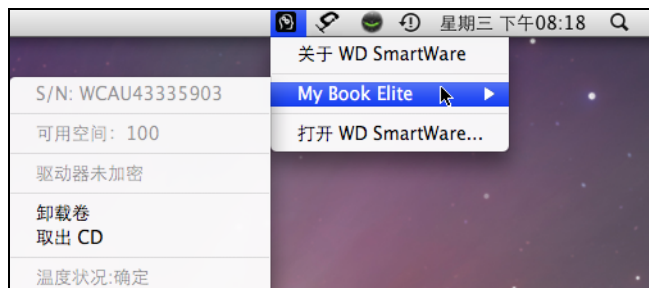 星期三 下午08:18
关于 WD SmartWare
My Book Elite
打开 WD SmartWare...
S/N: WCAU43335903
可用空间: 100
驱动器未加密
卸载卷
取出 CD
温度状况:确定